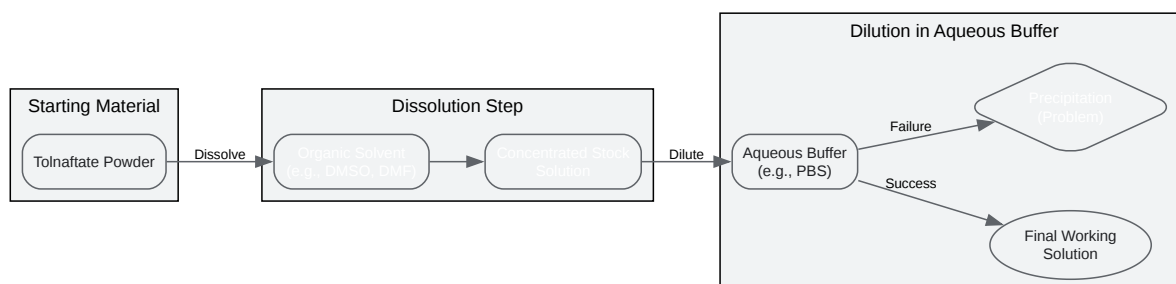 Starting Material
Tolnaftate Powder
Dissolve
Dissolution Step
Organic Solvent
(e.g., DMSO, DMF)
Concentrated Stock
Solution
Dilute
Dilution in Aqueous Buffer
Aqueous Buffer
(e.g., PBS)
Failure
Precipitation
(Problem)
Success
Final Working
Solution